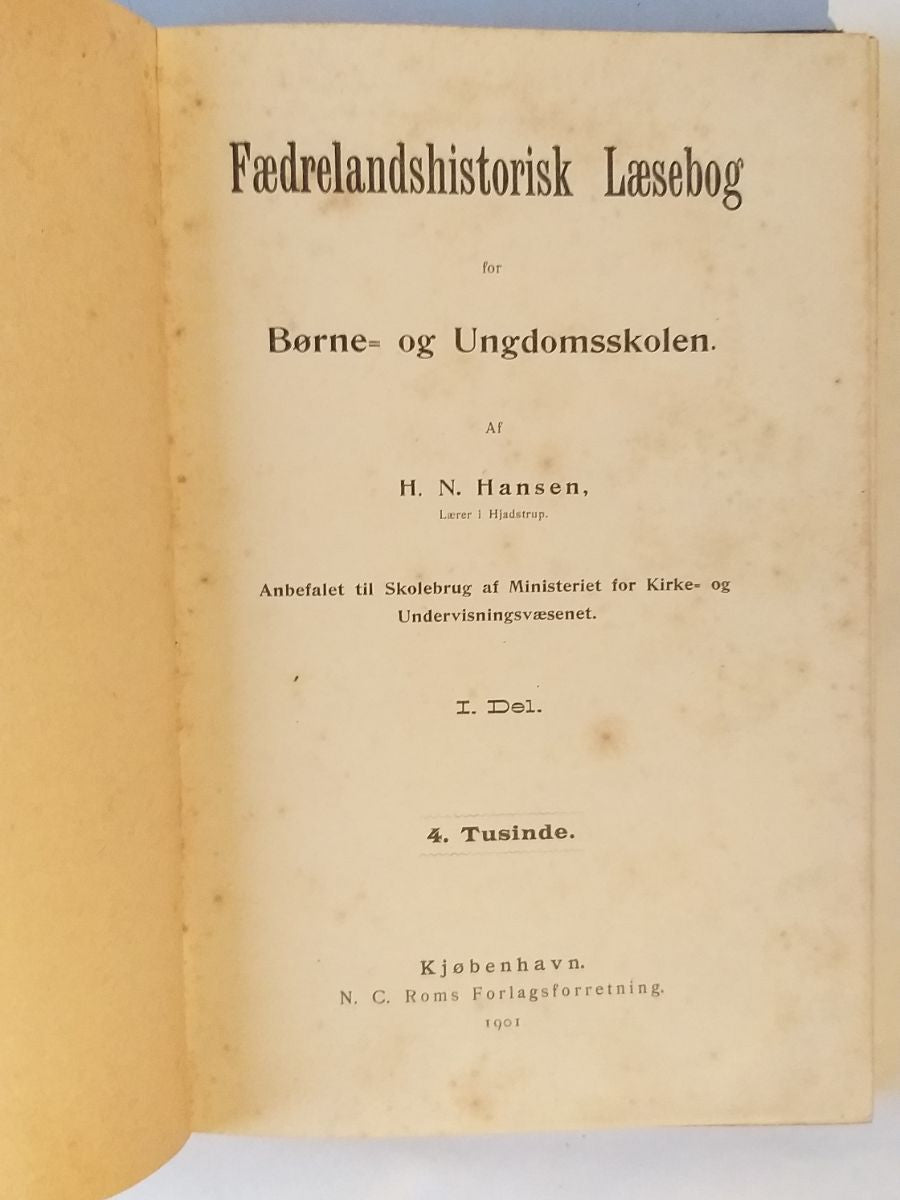 Fædrelandshistorisk Læsebog
for
Børne- og Ungdomsskolen.
Af
H. N. Hansen,
Lærer i Hjadstrup.
Anbefalet til Skolebrug af Ministeriet for Kirke- og
Undervisningsvæsenet.
I. Del.
4. Tusinde.
Kjøbenhavn.
N. C. Roms Forlagsforretning.
1901